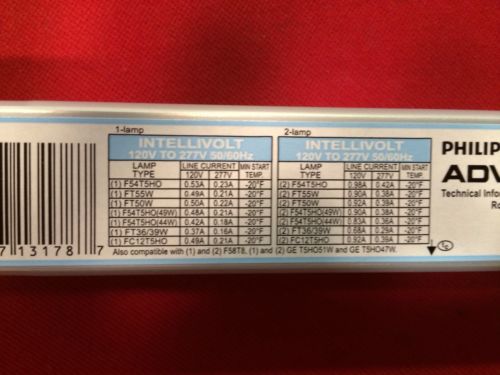 1-lamp
INTELLIVOLT
120V TO 277V 50/60Hz
LAMP TYPE LINE CURRENT MIN START TEMP.
120V 277V
(1) F54T5HO 0.53A 0.23A -20°F
(1) FT55W 0.49A 0.21A -20°F
(1) FT50W 0.50A 0.22A -20°F
(1) F54T5HO(49W) 0.48A 0.21A -20°F
(1) F54T5HO(44W) 0.42A 0.18A -20°F
(1) FT36/39W 0.37A 0.16A -20°F
(1) FC12T5HO 0.49A 0.21A -20°F
2-lamp
INTELLIVOLT
120V TO 277V 50/60Hz
LAMP TYPE LINE CURRENT MIN START TEMP.
120V 277V
(2) F54T5HO 0.98A 0.42A -20°F
(2) FT55W 0.90A 0.38A -20°F
(2) FT50W 0.92A 0.39A -20°F
(2) F54T5HO(49W) 0.90A 0.38A -20°F
(2) F54T5HO(44W) 0.83A 0.36A -20°F
(2) FT36/39W 0.68A 0.29A -20°F
(2) FC12T5HO 0.92A 0.39A -20°F
Also compatible with (1) and (2) F58T8, (1) and (2) GE T5HO51W and GE T5HO47W.
PHILIP
ADV
Technical Infor
Ro
7 13178 7